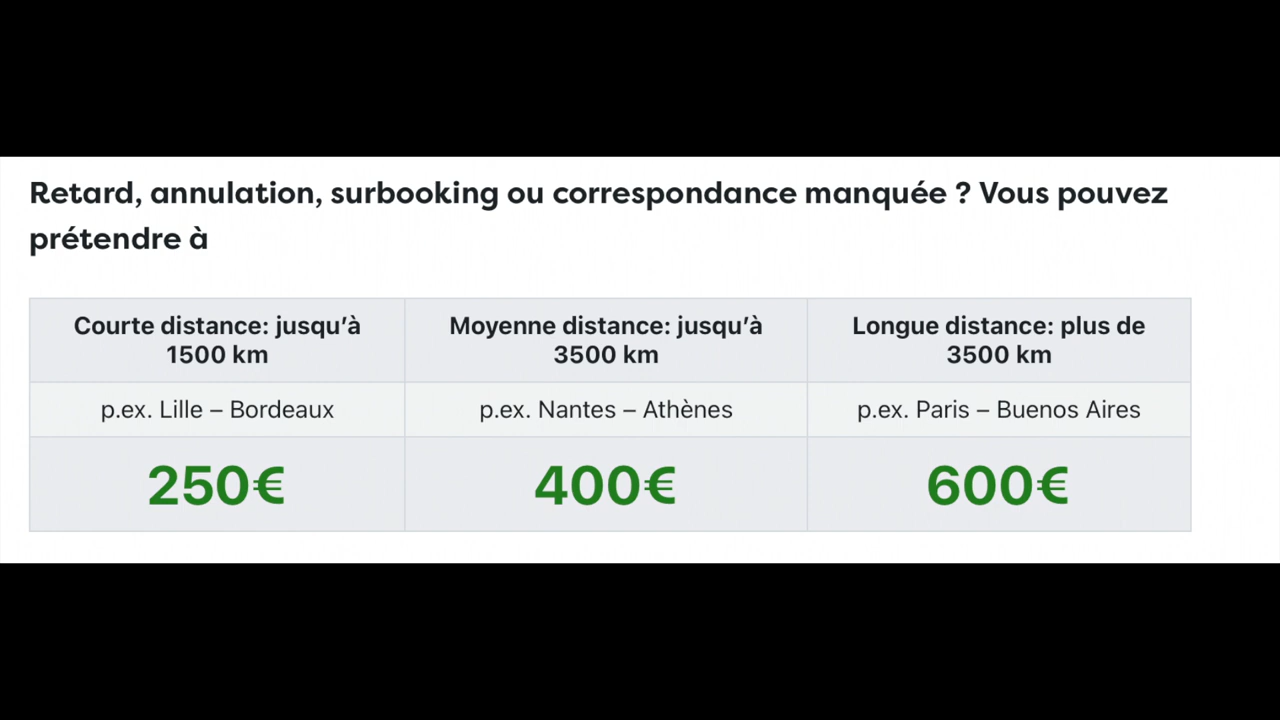 Retard, annulation, surbooking ou correspondance manquée ? Vous pouvez
prétendre à
Courte distance: jusqu’à
1500 km
Moyenne distance: jusqu’à
3500 km
Longue distance: plus de
3500 km
p.ex. Lille – Bordeaux
p.ex. Nantes – Athènes
p.ex. Paris – Buenos Aires
250€
400€
600€